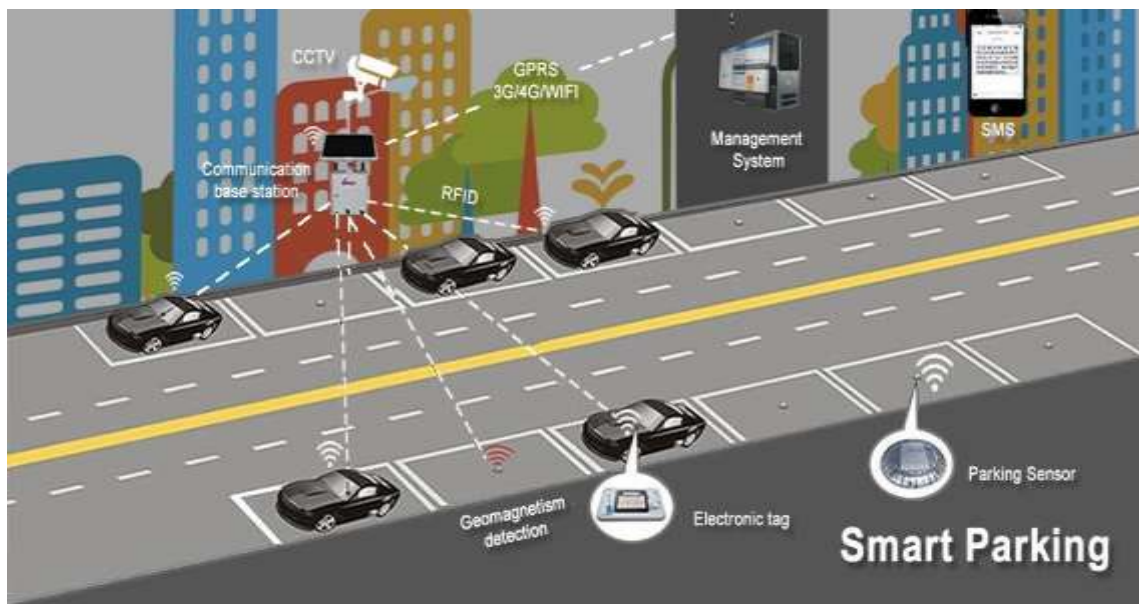 CCTV
GPRS
3G/4G/WIFI
Management
System
SMS
Communication
base station
RFID
Geomagnetism
detection
Electronic tag
Parking Sensor
Smart Parking